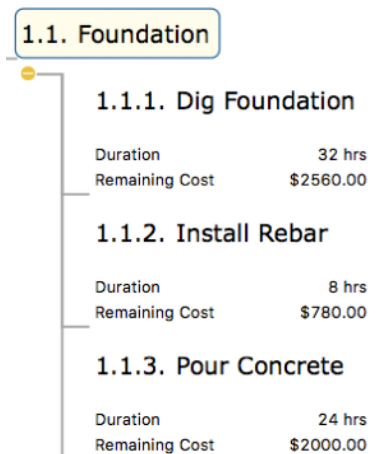 1.1. Foundation
1.1.1. Dig Foundation
Duration 32 hrs
Remaining Cost $2560.00
1.1.2. Install Rebar
Duration 8 hrs
Remaining Cost $780.00
1.1.3. Pour Concrete
Duration 24 hrs
Remaining Cost $2000.00